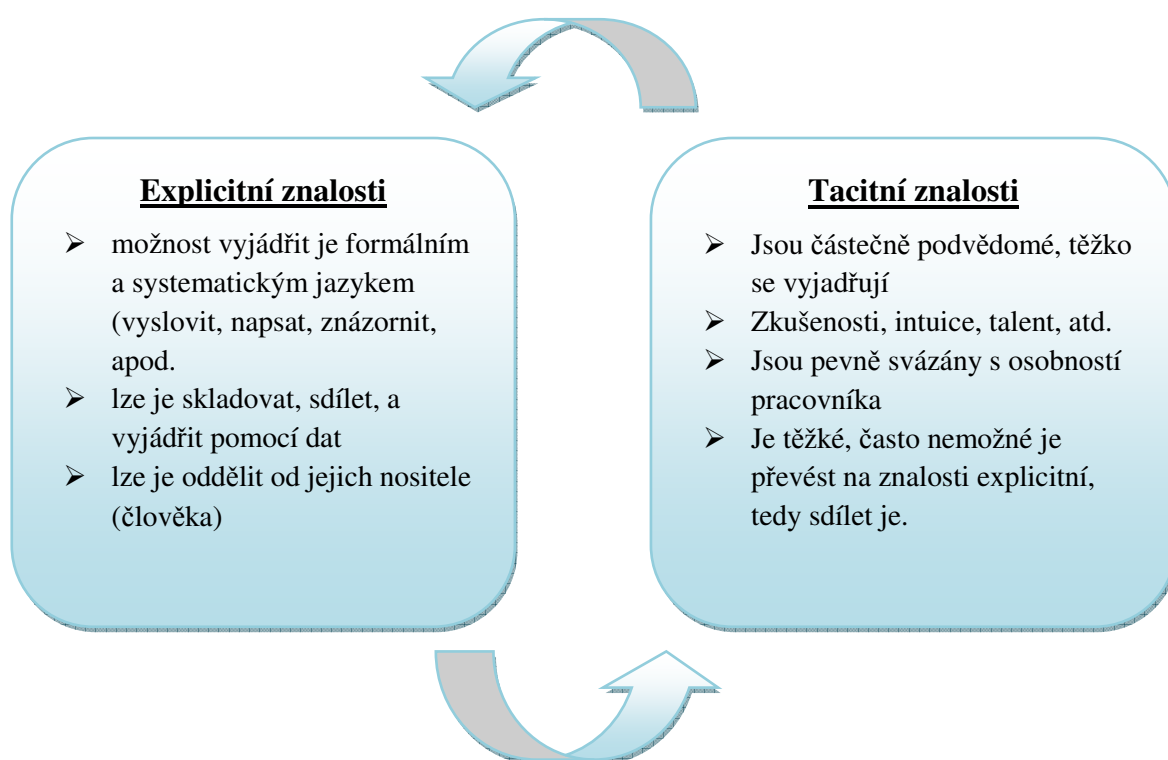 Explicitní znalosti
➢ možnost vyjádřit je formálním
a systematickým jazykem
(vyslovit, napsat, znázornit,
apod.
➢ lze je skladovat, sdílet, a
vyjádřit pomocí dat
➢ lze je oddělit od jejich nositele
(člověka)
Tacitní znalosti
➢ Jsou částečně podvědomé, těžko
se vyjadřují
➢ Zkušenosti, intuice, talent, atd.
➢ Jsou pevně svázány s osobností
pracovníka
➢ Je těžké, často nemožné je
převést na znalosti explicitní,
tedy sdílet je.